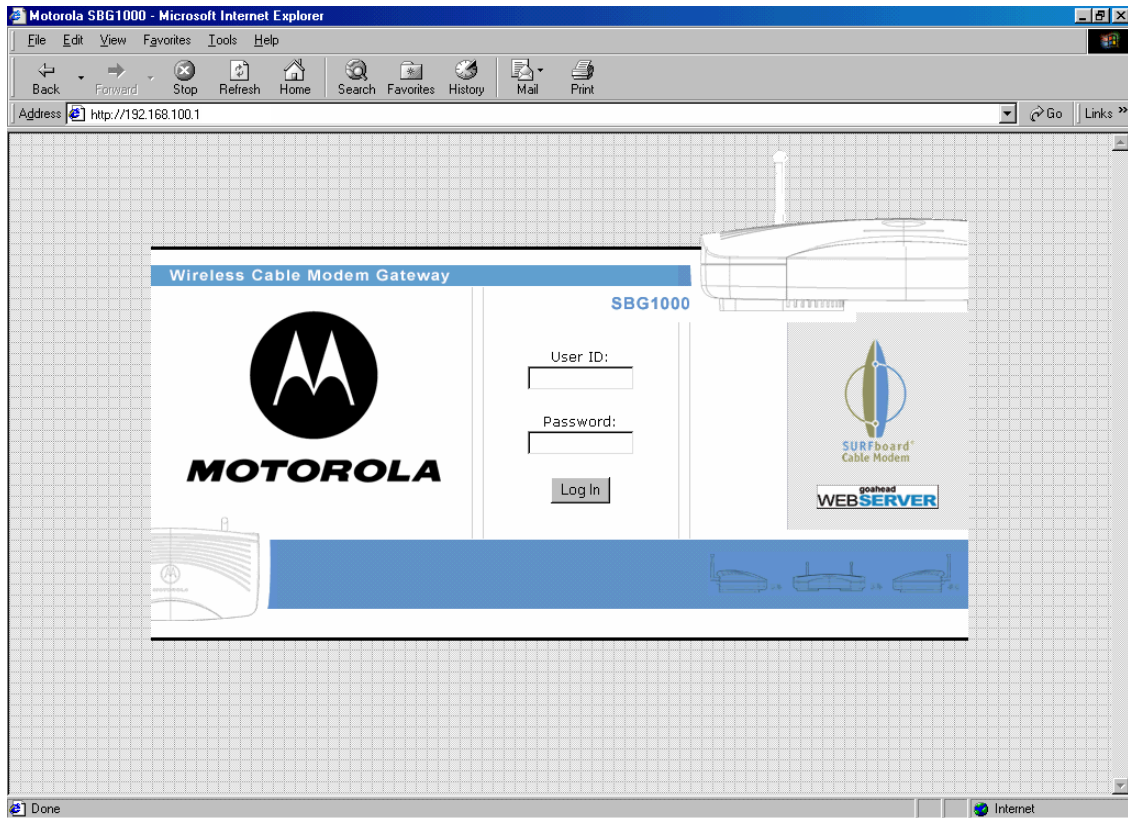 Motorola SBG1000 - Microsoft Internet Explorer
File Edit View Favorites Tools Help
Back Forward Stop Refresh Home Search Favorites History Mail Print
Address http://192.168.100.1 Go Links »
Wireless Cable Modem Gateway
SBG1000
User ID:
MOTOROLA
Password:
Log In
SURFboard®
Cable Modem
goahead
WEBSERVER
MOTOROLA
Done Internet